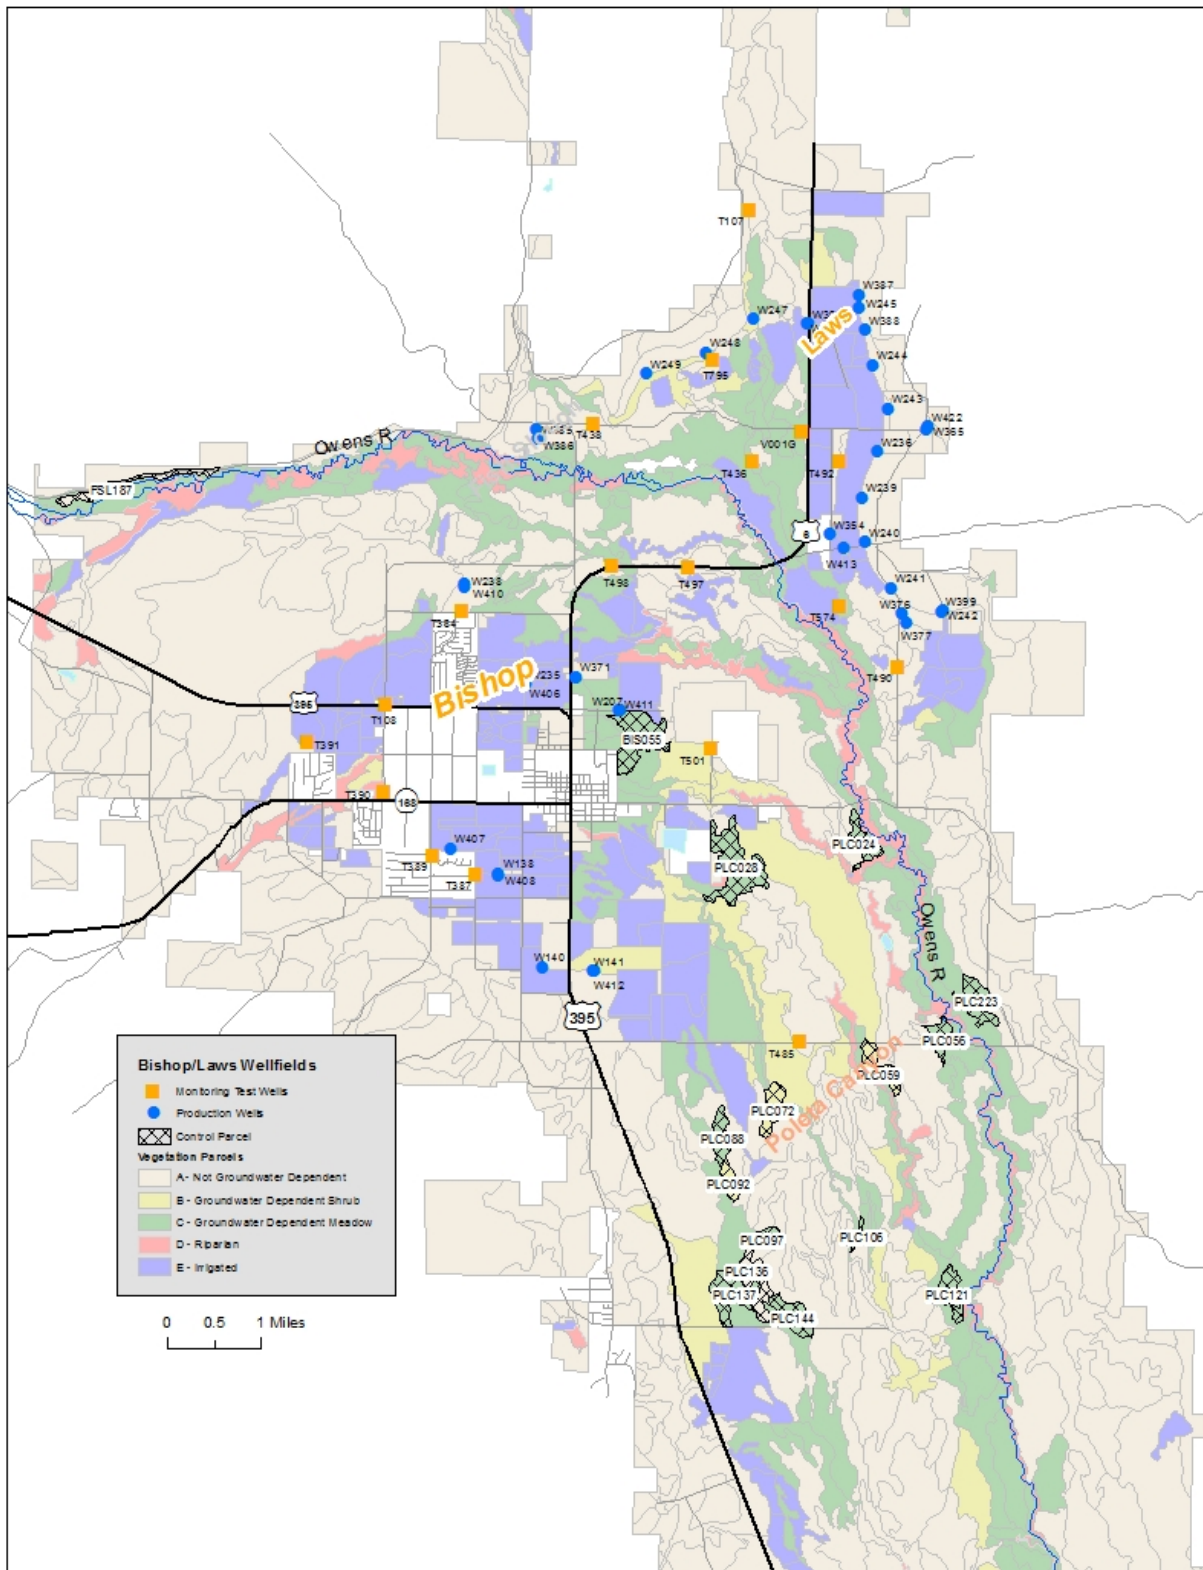 T107
W387
W245
W247
W388
Laws
W248
W244
W249
T795
W243
W422
W365
T438
W386
V001G
W236
Owens R
T436
T492
FSL187
W239
6
W354
W240
W413
T498
T497
W238
W410
W241
W399
W376
W242
T384
T574
W377
Bishop
W371
T490
W235
W406
395
T108
W207
W411
BIS055
T391
T501
T390
168
W407
PLC024
T389
W138
W408
T387
PLC028
Owens R
W140
W141
W412
PLC223
395
PLC056
T485
PLC059
Poleta Canyon
PLC072
PLC088
PLC092
PLC106
PLC097
PLC136
PLC137
PLC121
PLC144
Bishop/Laws Wellfields
Monitoring Test Wells
Production Wells
Control Parcel
Vegetation Parcels
A- Not Groundwater Dependent
B - Groundwater Dependent Shrub
C - Groundwater Dependent Meadow
D - Riparian
E - Irrigated
0 0.5 1 Miles